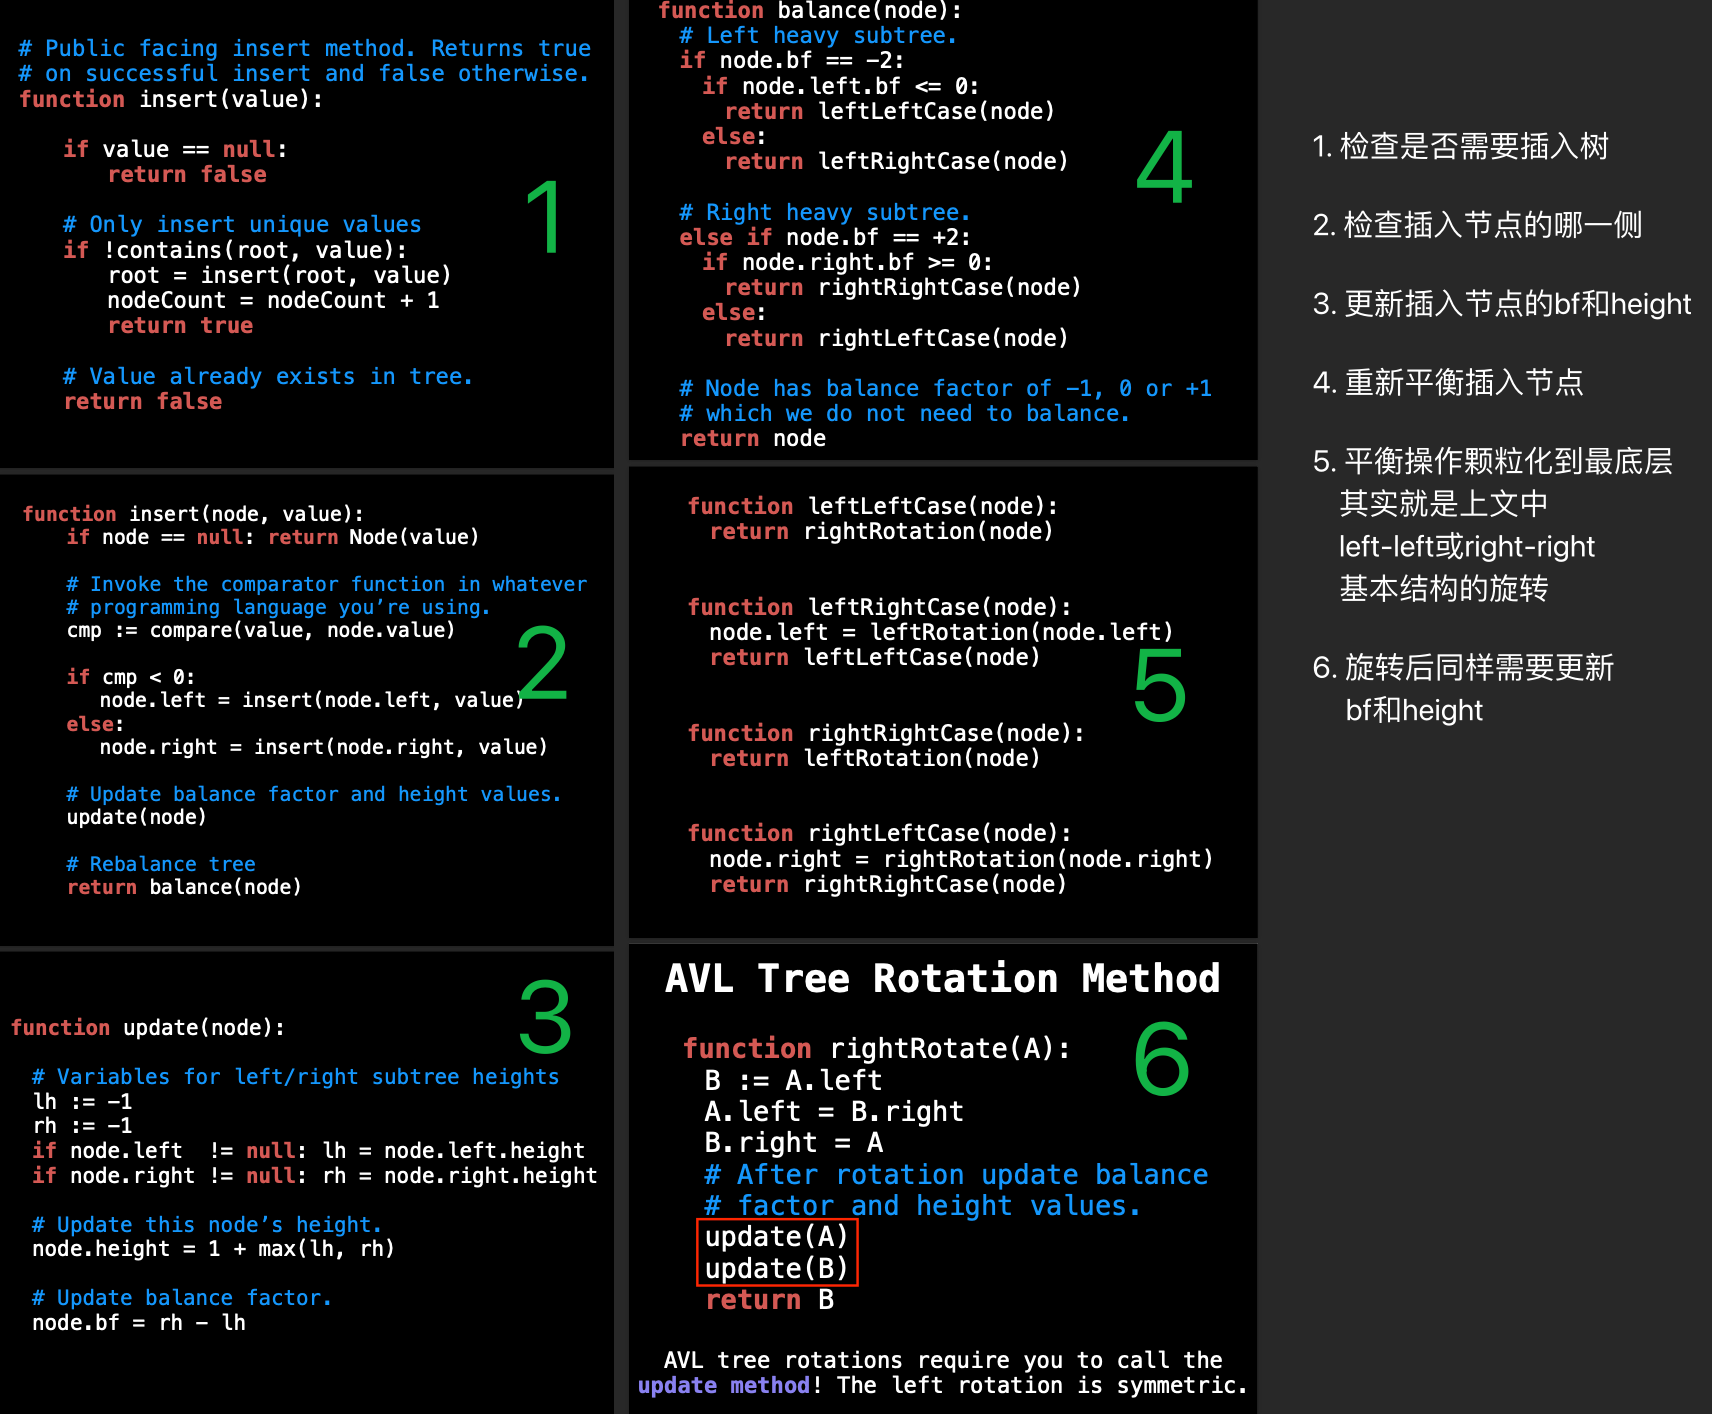 # Public facing insert method. Returns true
# on successful insert and false otherwise.
function insert(value):
if value == null:
return false
# Only insert unique values
if !contains(root, value):
root = insert(root, value)
nodeCount = nodeCount + 1
return true
# Value already exists in tree.
return false
1
function insert(node, value):
if node == null: return Node(value)
# Invoke the comparator function in whatever
# programming language you’re using.
cmp := compare(value, node.value)
if cmp < 0:
node.left = insert(node.left, value)
else:
node.right = insert(node.right, value)
# Update balance factor and height values.
update(node)
# Rebalance tree
return balance(node)
2
3
function update(node):
# Variables for left/right subtree heights
lh := -1
rh := -1
if node.left  != null: lh = node.left.height
if node.right != null: rh = node.right.height
# Update this node’s height.
node.height = 1 + max(lh, rh)
# Update balance factor.
node.bf = rh - lh
function balance(node):
# Left heavy subtree.
if node.bf == -2:
if node.left.bf <= 0:
return leftLeftCase(node)
else:
return leftRightCase(node)
# Right heavy subtree.
else if node.bf == +2:
if node.right.bf >= 0:
return rightRightCase(node)
else:
return rightLeftCase(node)
# Node has balance factor of -1, 0 or +1
# which we do not need to balance.
return node
4
function leftLeftCase(node):
return rightRotation(node)
function leftRightCase(node):
node.left = leftRotation(node.left)
return leftLeftCase(node)
function rightRightCase(node):
return leftRotation(node)
function rightLeftCase(node):
node.right = rightRotation(node.right)
return rightRightCase(node)
5
AVL Tree Rotation Method
function rightRotate(A):
B := A.left
A.left = B.right
B.right = A
# After rotation update balance
# factor and height values.
update(A)
update(B)
return B
6
AVL tree rotations require you to call the
update method! The left rotation is symmetric.
1. 检查是否需要插入树
2. 检查插入节点的哪一侧
3. 更新插入节点的bf和height
4. 重新平衡插入节点
5. 平衡操作颗粒化到最底层
其实就是上文中
left-left或right-right
基本结构的旋转
6. 旋转后同样需要更新
bf和height